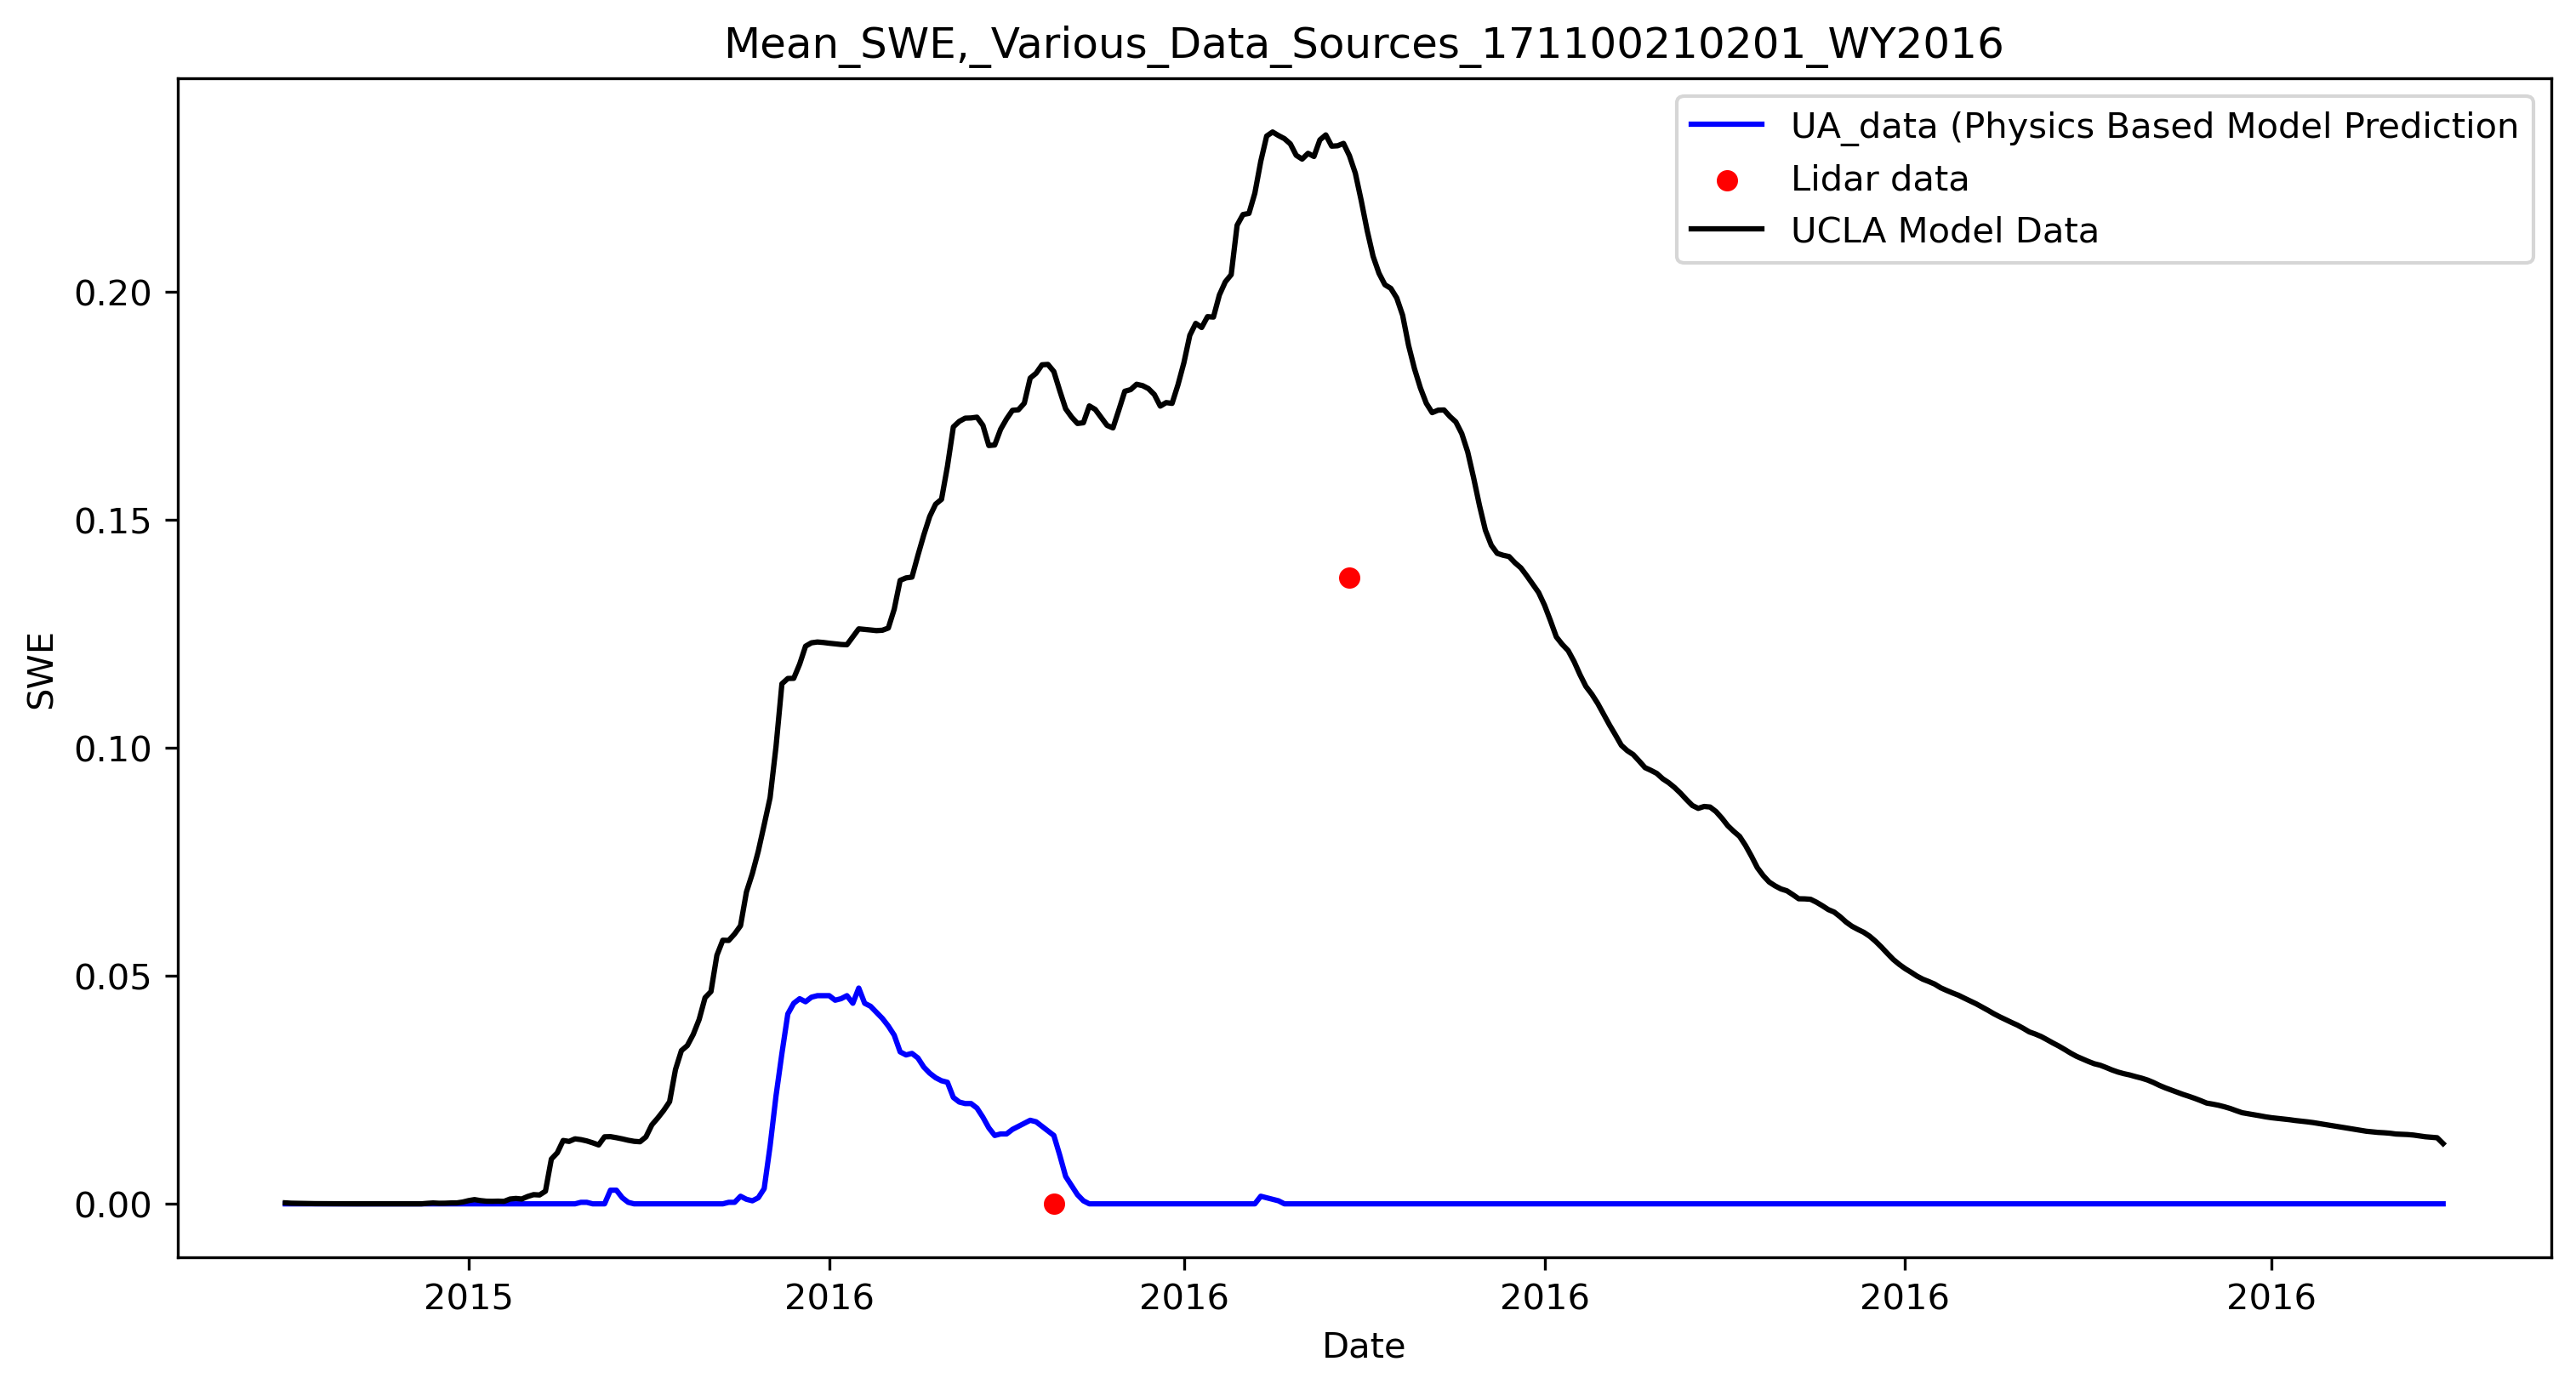 Mean_SWE,_Various_Data_Sources_171100210201_WY2016
UA_data (Physics Based Model Prediction
Lidar data
UCLA Model Data
SWE
0.20
0.15
0.10
0.05
0.00
2015 2016 2016 2016 2016 2016
Date